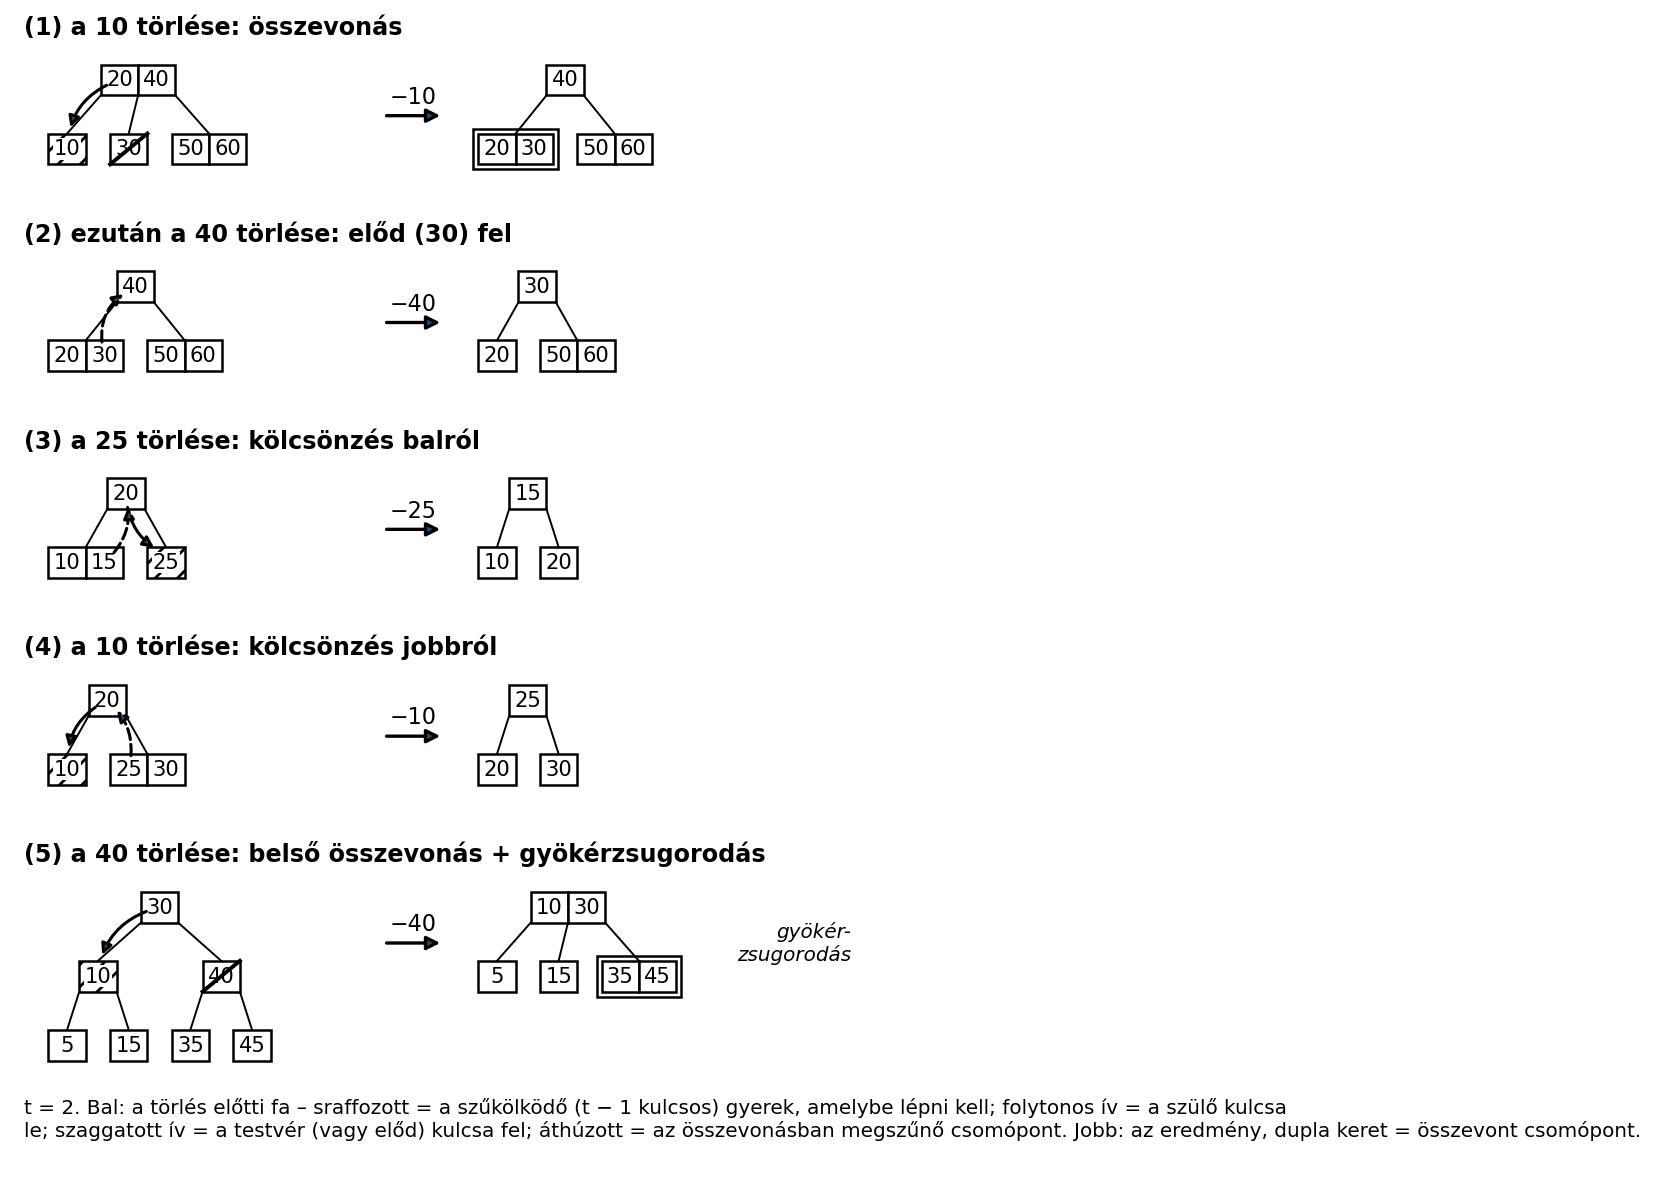 (1) a 10 törlése: összevonás
20 40
−10
40
10 30 50 60
20 30 50 60
(2) ezután a 40 törlése: előd (30) fel
40
−40
30
20 30 50 60
20 50 60
(3) a 25 törlése: kölcsönzés balról
20
−25
15
10 15 25
10 20
(4) a 10 törlése: kölcsönzés jobbról
20
−10
25
10 25 30
20 30
(5) a 40 törlése: belső összevonás + gyökérzsugorodás
30
−40
10 30
gyökér-
zsugorodás
10 40
5 15 35 45
5 15 35 45
t = 2. Bal: a törlés előtti fa – sraffozott = a szűkölködő (t − 1 kulcsos) gyerek, amelybe lépni kell; folytonos ív = a szülő kulcsa
le; szaggatott ív = a testvér (vagy előd) kulcsa fel; áthúzott = az összevonásban megszűnő csomópont. Jobb: az eredmény, dupla keret = összevont csomópont.